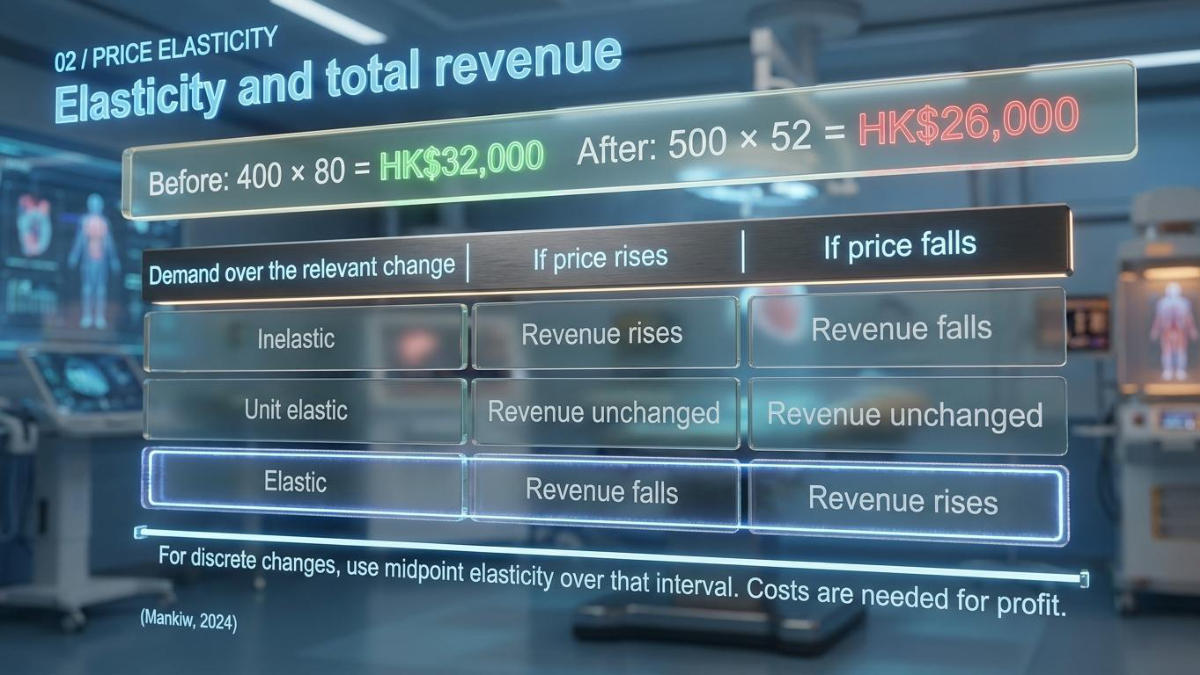 02 / PRICE ELASTICITY
Elasticity and total revenue
Before: 400 × 80 = HK$32,000 After: 500 × 52 = HK$26,000
Demand over the relevant change If price rises If price falls
Inelastic Revenue rises Revenue falls
Unit elastic Revenue unchanged Revenue unchanged
Elastic Revenue falls Revenue rises
For discrete changes, use midpoint elasticity over that interval. Costs are needed for profit.
(Mankiw, 2024)